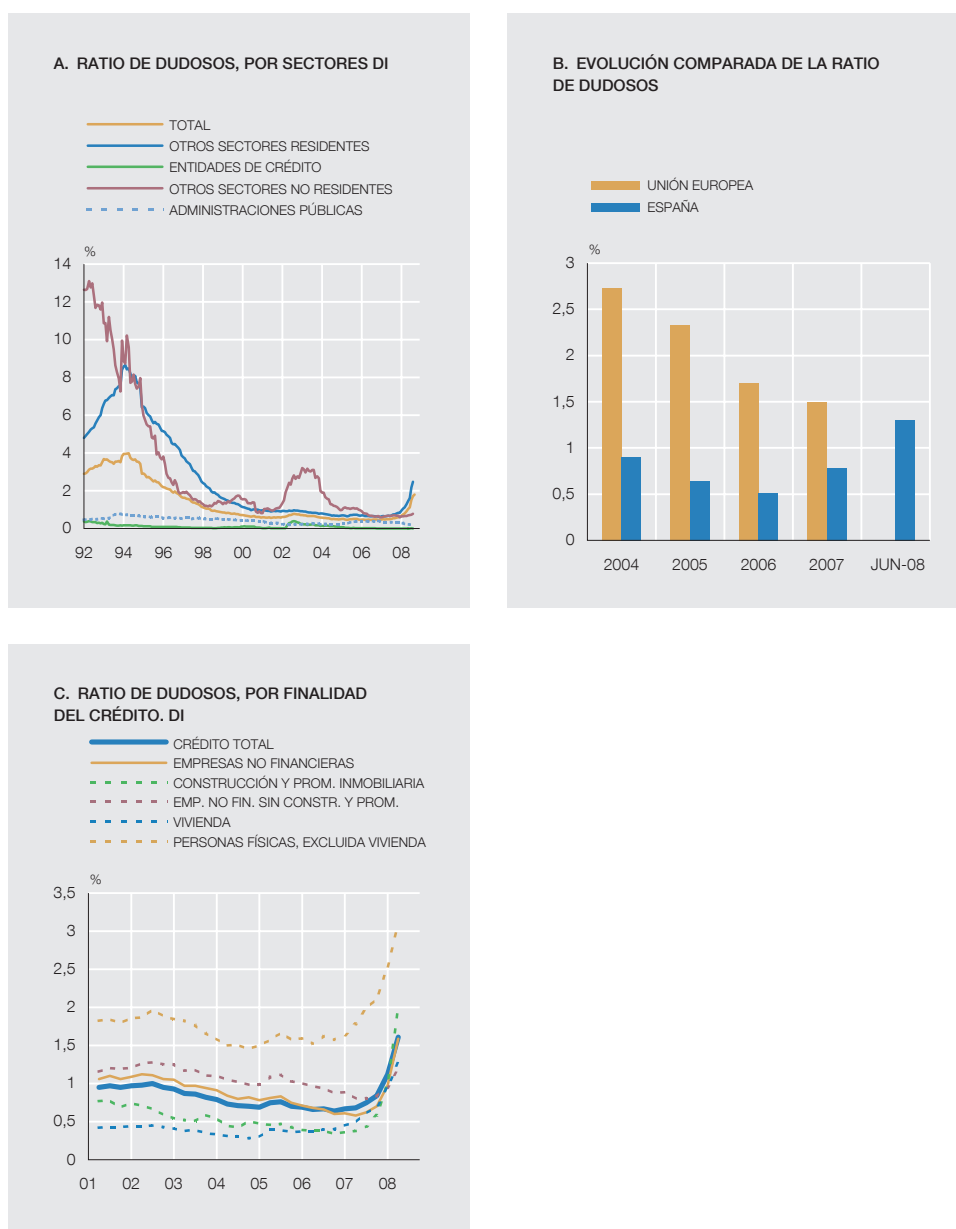 A. RATIO DE DUDOSOS, POR SECTORES DI
TOTAL
OTROS SECTORES RESIDENTES
ENTIDADES DE CRÉDITO
OTROS SECTORES NO RESIDENTES
ADMINISTRACIONES PÚBLICAS
%
14
12
10
8
6
4
2
0
92 94 96 98 00 02 04 06 08
B. EVOLUCIÓN COMPARADA DE LA RATIO
DE DUDOSOS
UNIÓN EUROPEA
ESPAÑA
%
3
2,5
2
1,5
1
0,5
0
2004 2005 2006 2007 JUN-08
C. RATIO DE DUDOSOS, POR FINALIDAD
DEL CRÉDITO. DI
CRÉDITO TOTAL
EMPRESAS NO FINANCIERAS
CONSTRUCCIÓN Y PROM. INMOBILIARIA
EMP. NO FIN. SIN CONSTR. Y PROM.
VIVIENDA
PERSONAS FÍSICAS, EXCLUIDA VIVIENDA
%
3,5
3
2,5
2
1,5
1
0,5
0
01 02 03 04 05 06 07 08